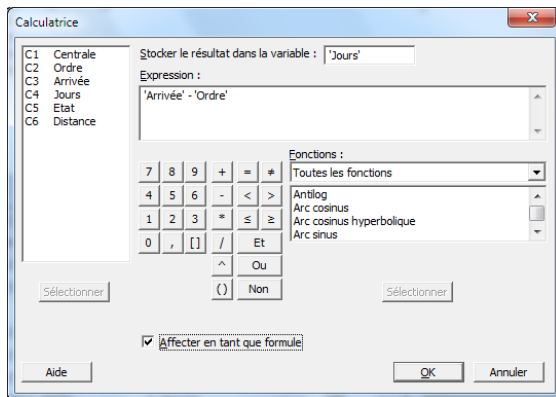 Calculatrice
C1 Centrale
C2 Ordre
C3 Arrivée
C4 Jours
C5 Etat
C6 Distance
Sélectionner
Stocker le résultat dans la variable : 'Jours'
Expression :
'Arrivée' - 'Ordre'
7 8 9 + = ≠
4 5 6 - < >
1 2 3 * ≤ ≥
0 , [] / Et
^ Ou
() Non
Fonctions :
Toutes les fonctions
Antilog
Arc cosinus
Arc cosinus hyperbolique
Arc sinus
Sélectionner
Affecter en tant que formule
Aide OK Annuler